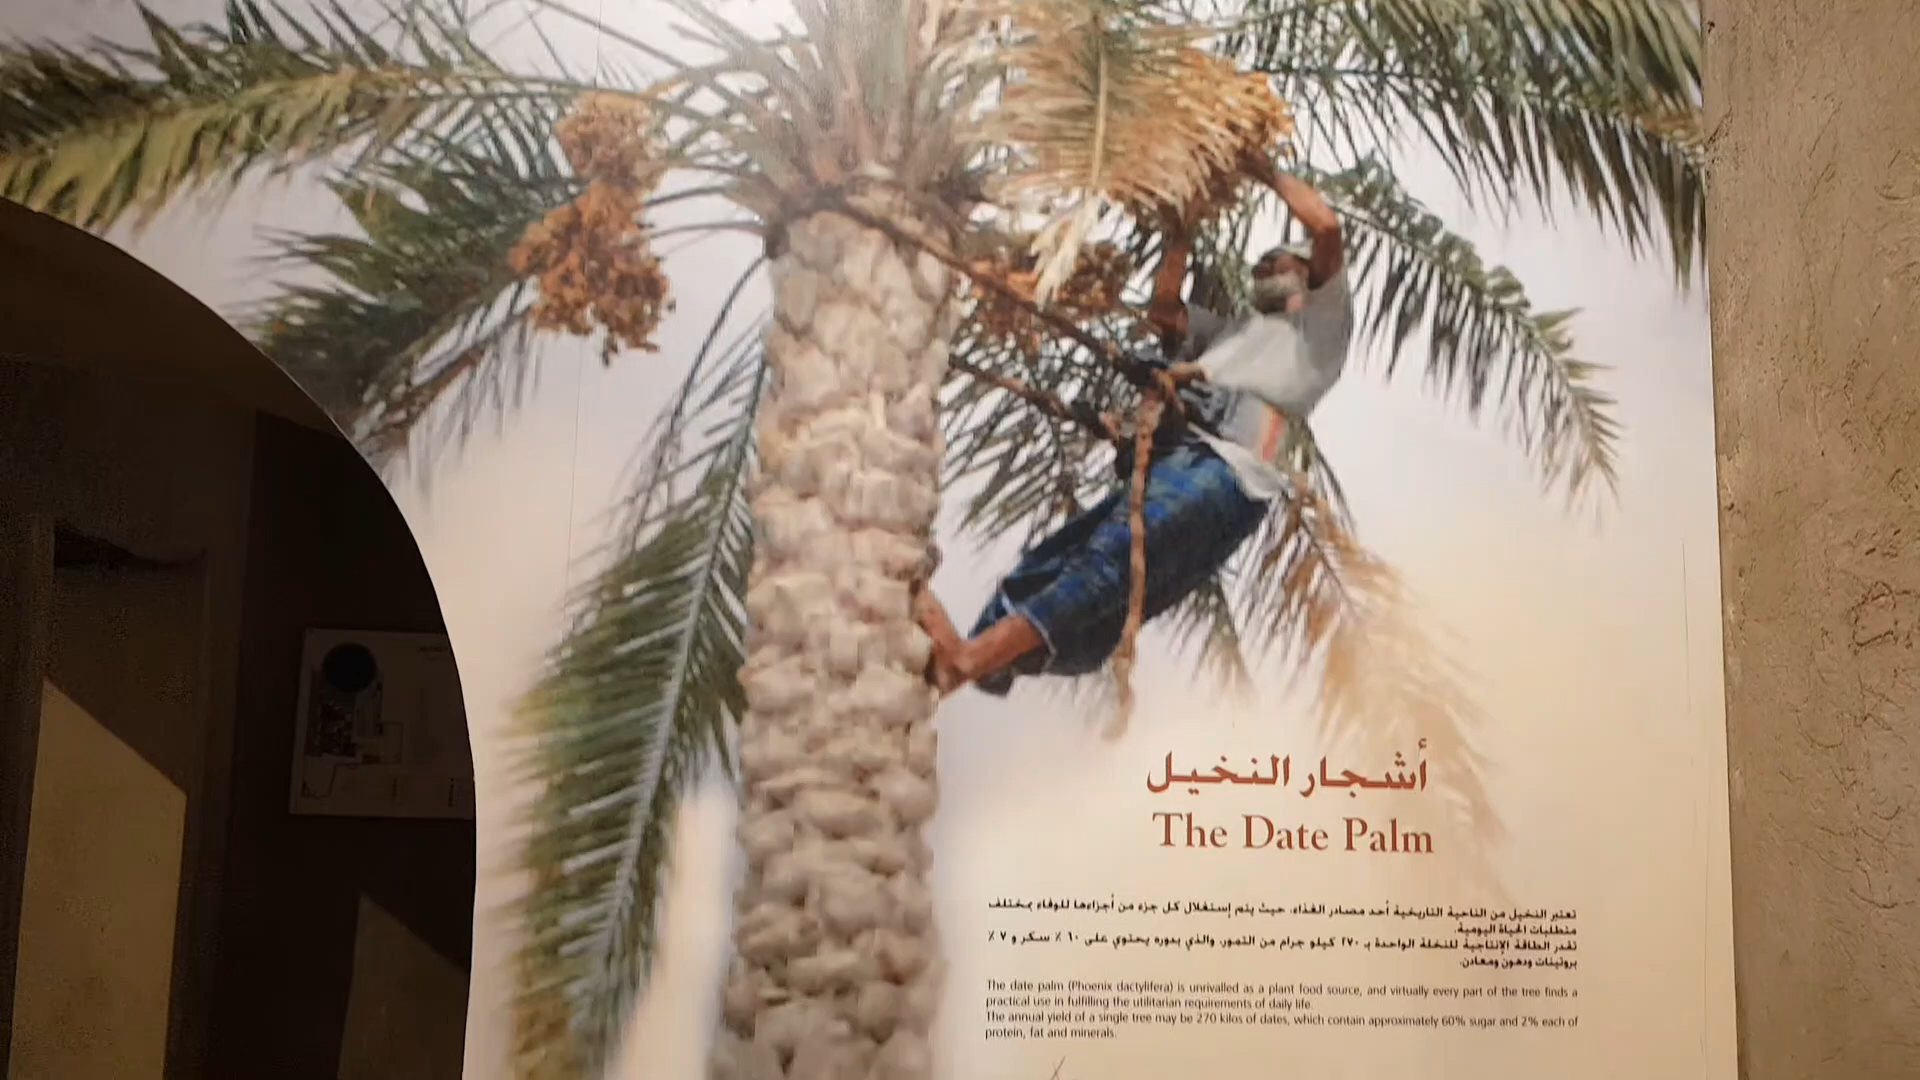 أشجار النخيل
The Date Palm
تعتبر النخيل من الناحية التاريخية أحد مصادر الغذاء، حيث يتم إستغلال كل جزء من أجزاءها للوفاء بمختلف
متطلبات الحياة اليومية.
تقدر الطاقة الإنتاجية للنخلة الواحدة بـ ٢٧٠ كيلو جرام من التمور، والذي بدوره يحتوي على ٦٠ ٪ سكر و ٧ ٪
بروتينات ودهون ومعادن.
The date palm (Phoenix dactylifera) is unrivalled as a plant food source, and virtually every part of the tree finds a
practical use in fulfilling the utilitarian requirements of daily life.
The annual yield of a single tree may be 270 kilos of dates, which contain approximately 60% sugar and 2% each of
protein, fat and minerals.